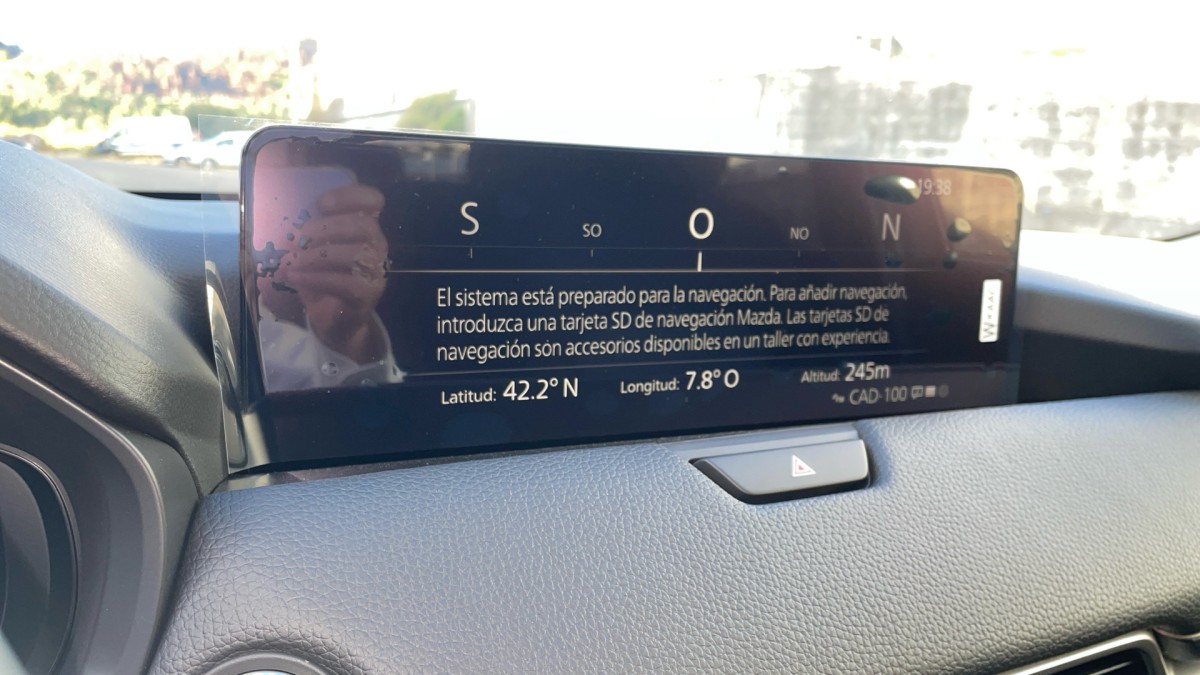 19:38
S SO O NO N
El sistema está preparado para la navegación. Para añadir navegación,
introduzca una tarjeta SD de navegación Mazda. Las tarjetas SD de
navegación son accesorios disponibles en un taller con experiencia.
Latitud: 42.2° N Longitud: 7.8° O Altitud: 245m
CAD-100